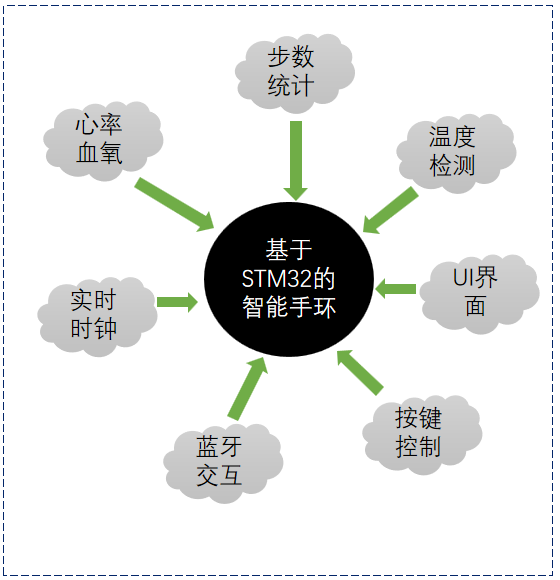 步数
统计
心率
血氧
温度
检测
基于
STM32的
智能手环
UI界
面
实时
时钟
按键
控制
蓝牙
交互